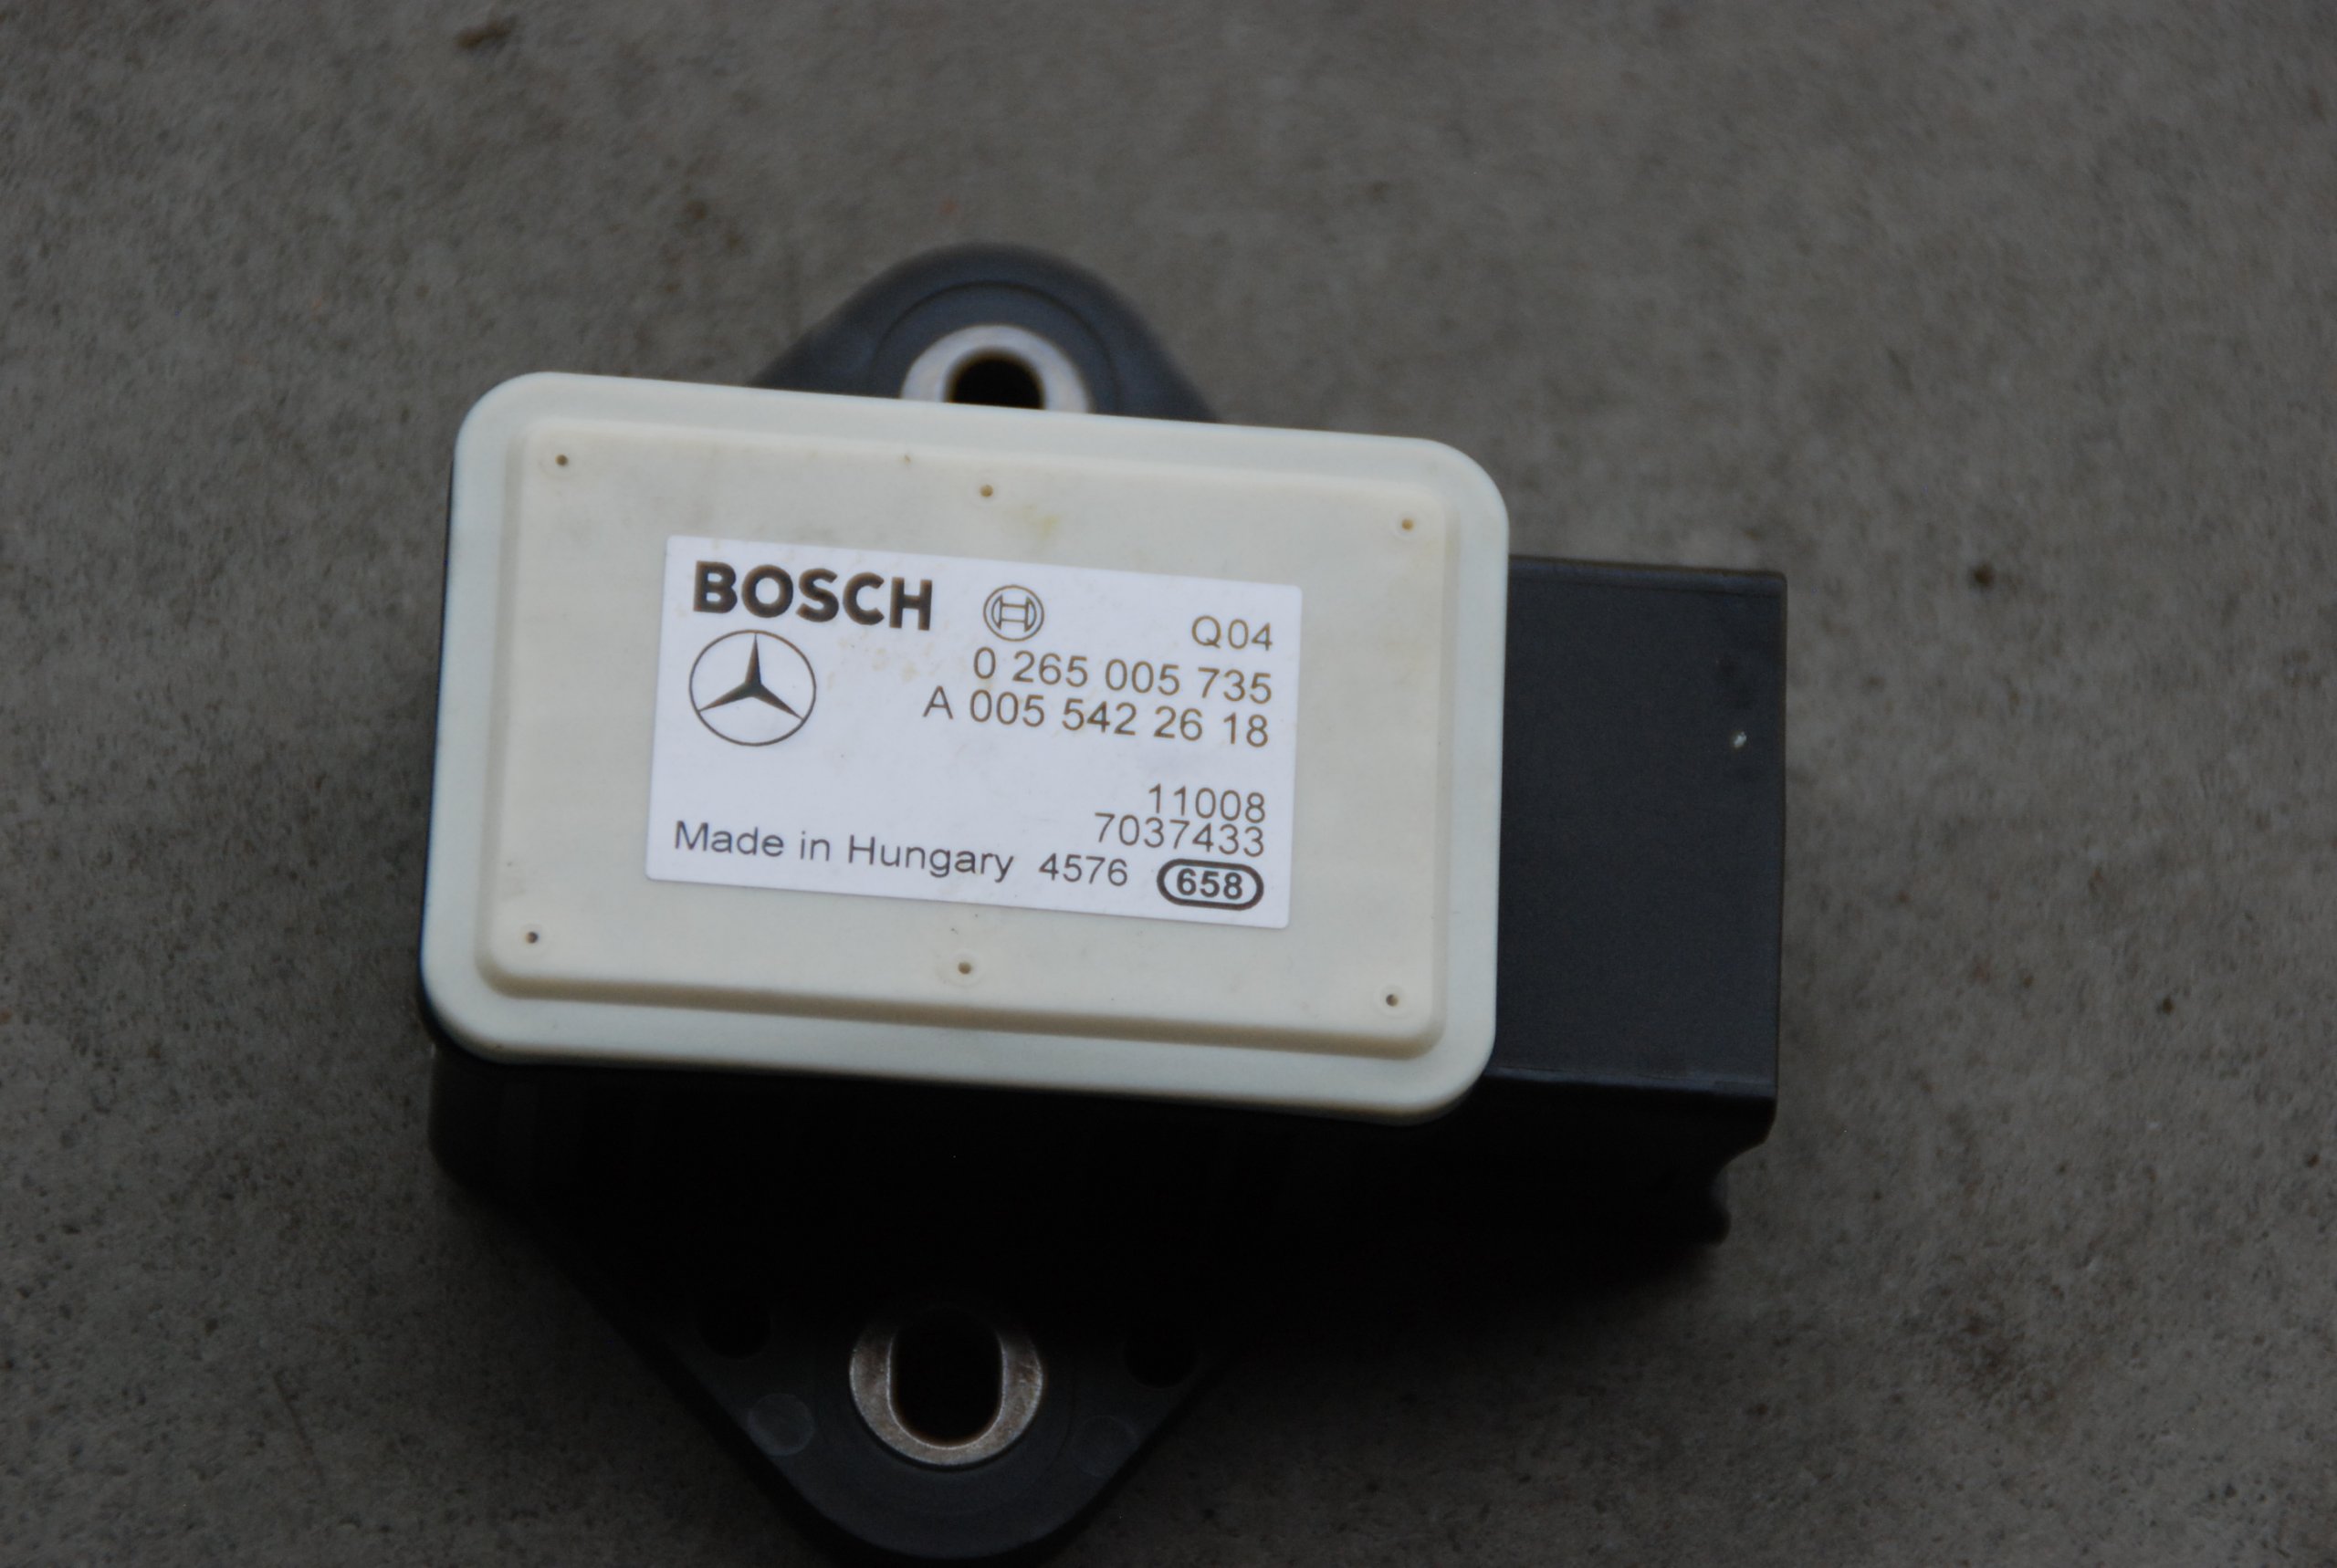 BOSCH
Q04
0 265 005 735
A 005 542 26 18
11008
7037433
Made in Hungary 4576 658